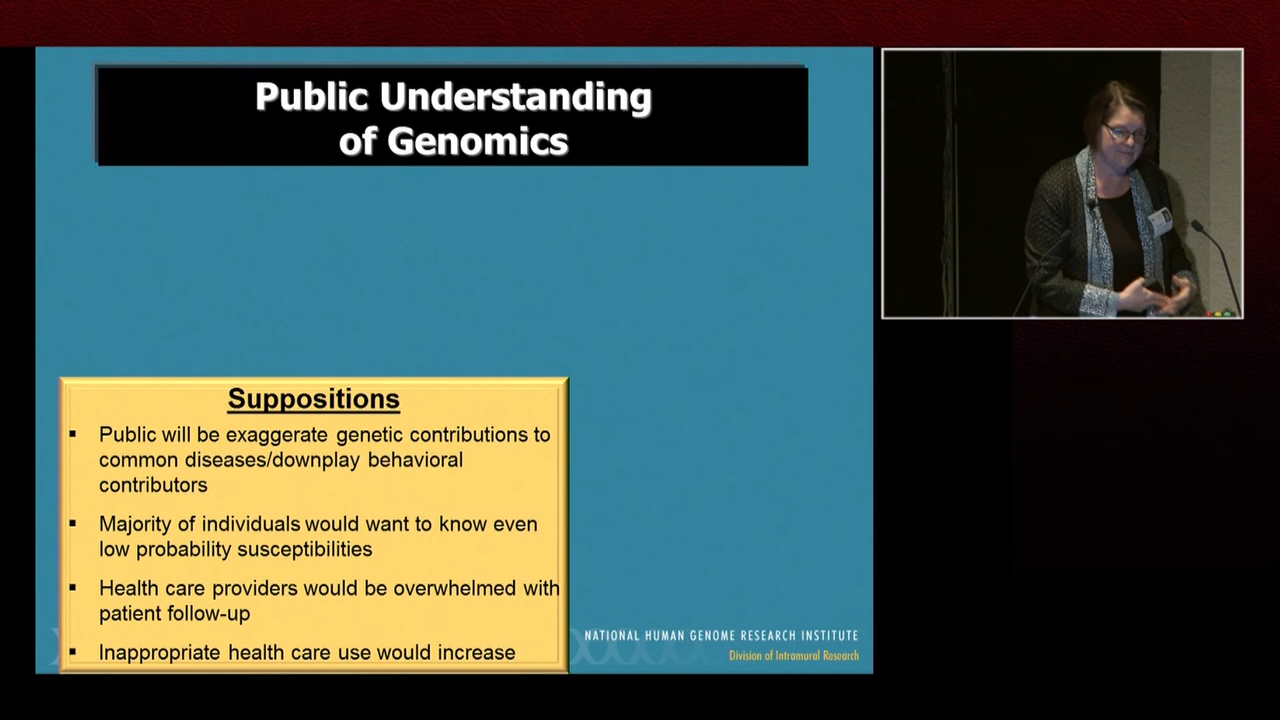 Public Understanding
of Genomics
Suppositions
▪ Public will be exaggerate genetic contributions to
common diseases/downplay behavioral
contributors
▪ Majority of individuals would want to know even
low probability susceptibilities
▪ Health care providers would be overwhelmed with
patient follow-up
▪ Inappropriate health care use would increase
NATIONAL HUMAN GENOME RESEARCH INSTITUTE
Division of Intramural Research